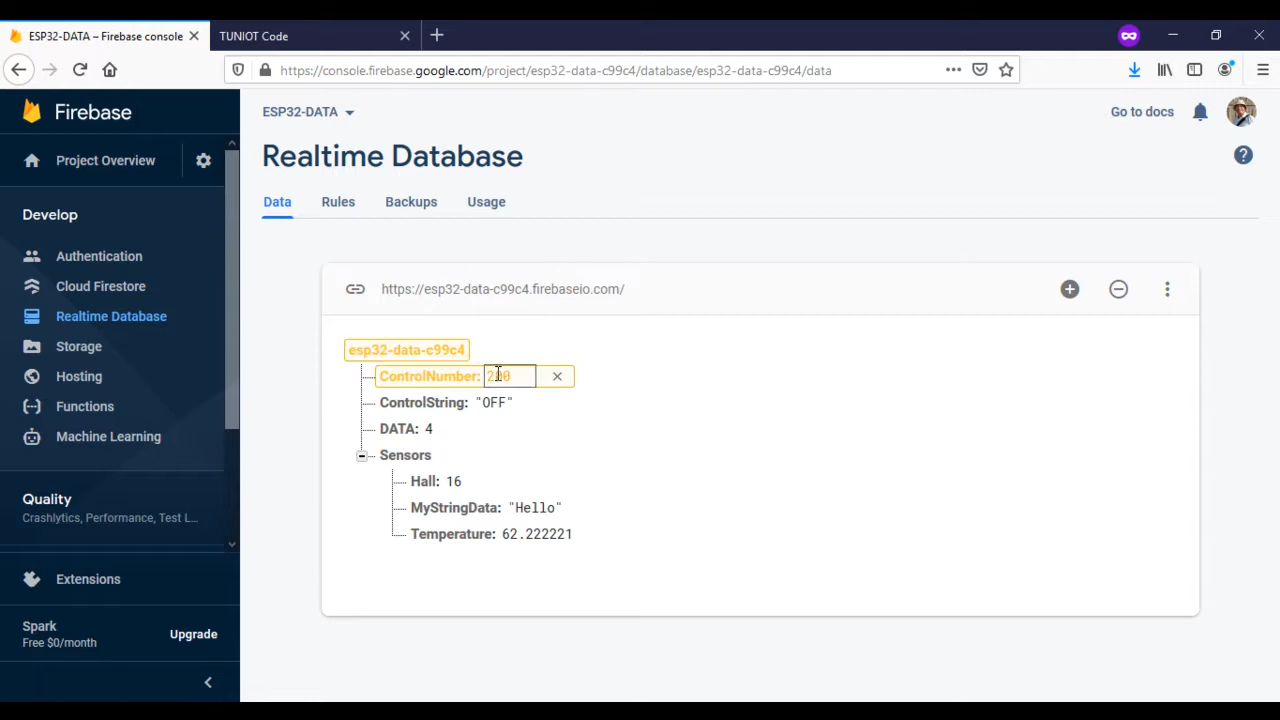 ESP32-DATA – Firebase console
TUNIOT Code
https://console.firebase.google.com/project/esp32-data-c99c4/database/esp32-data-c99c4/data
Firebase
ESP32-DATA
Go to docs
Project Overview
Realtime Database
Data Rules Backups Usage
Develop
Authentication
Cloud Firestore
Realtime Database
Storage
Hosting
Functions
Machine Learning
https://esp32-data-c99c4.firebaseio.com/
esp32-data-c99c4
ControlNumber: 200
ControlString: "OFF"
DATA: 4
Sensors
Hall: 16
MyStringData: "Hello"
Temperature: 62.222221
Quality
Crashlytics, Performance, Test L...
Extensions
Spark
Free $0/month
Upgrade